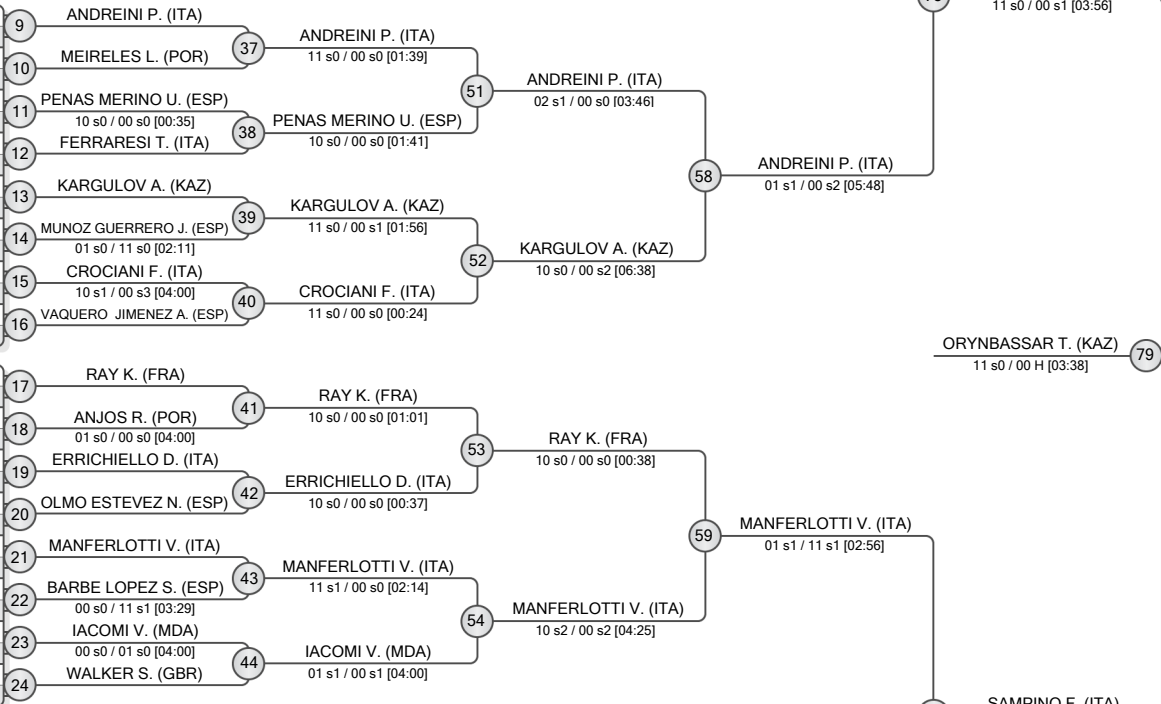 9
ANDREINI P. (ITA)
10
MEIRELES L. (POR)
37
ANDREINI P. (ITA)
11 s0 / 00 s0 [01:39]
11
PENAS MERINO U. (ESP)
10 s0 / 00 s0 [00:35]
12
FERRARESI T. (ITA)
38
PENAS MERINO U. (ESP)
10 s0 / 00 s0 [01:41]
51
ANDREINI P. (ITA)
02 s1 / 00 s0 [03:46]
13
KARGULOV A. (KAZ)
14
MUNOZ GUERRERO J. (ESP)
01 s0 / 11 s0 [02:11]
39
KARGULOV A. (KAZ)
11 s0 / 00 s1 [01:56]
15
CROCIANI F. (ITA)
10 s1 / 00 s3 [04:00]
16
VAQUERO JIMENEZ A. (ESP)
40
CROCIANI F. (ITA)
11 s0 / 00 s0 [00:24]
52
KARGULOV A. (KAZ)
10 s0 / 00 s2 [06:38]
58
ANDREINI P. (ITA)
01 s1 / 00 s2 [05:48]
11 s0 / 00 s1 [03:56]
ORYNBASSAR T. (KAZ)
11 s0 / 00 H [03:38]
79
17
RAY K. (FRA)
18
ANJOS R. (POR)
01 s0 / 00 s0 [04:00]
41
RAY K. (FRA)
10 s0 / 00 s0 [01:01]
19
ERRICHIELLO D. (ITA)
20
OLMO ESTEVEZ N. (ESP)
42
ERRICHIELLO D. (ITA)
10 s0 / 00 s0 [00:37]
53
RAY K. (FRA)
10 s0 / 00 s0 [00:38]
21
MANFERLOTTI V. (ITA)
22
BARBE LOPEZ S. (ESP)
00 s0 / 11 s1 [03:29]
43
MANFERLOTTI V. (ITA)
11 s1 / 00 s0 [02:14]
23
IACOMI V. (MDA)
00 s0 / 01 s0 [04:00]
24
WALKER S. (GBR)
44
IACOMI V. (MDA)
01 s1 / 00 s1 [04:00]
54
MANFERLOTTI V. (ITA)
10 s2 / 00 s2 [04:25]
59
MANFERLOTTI V. (ITA)
01 s1 / 11 s1 [02:56]
SAMPINO E. (ITA)